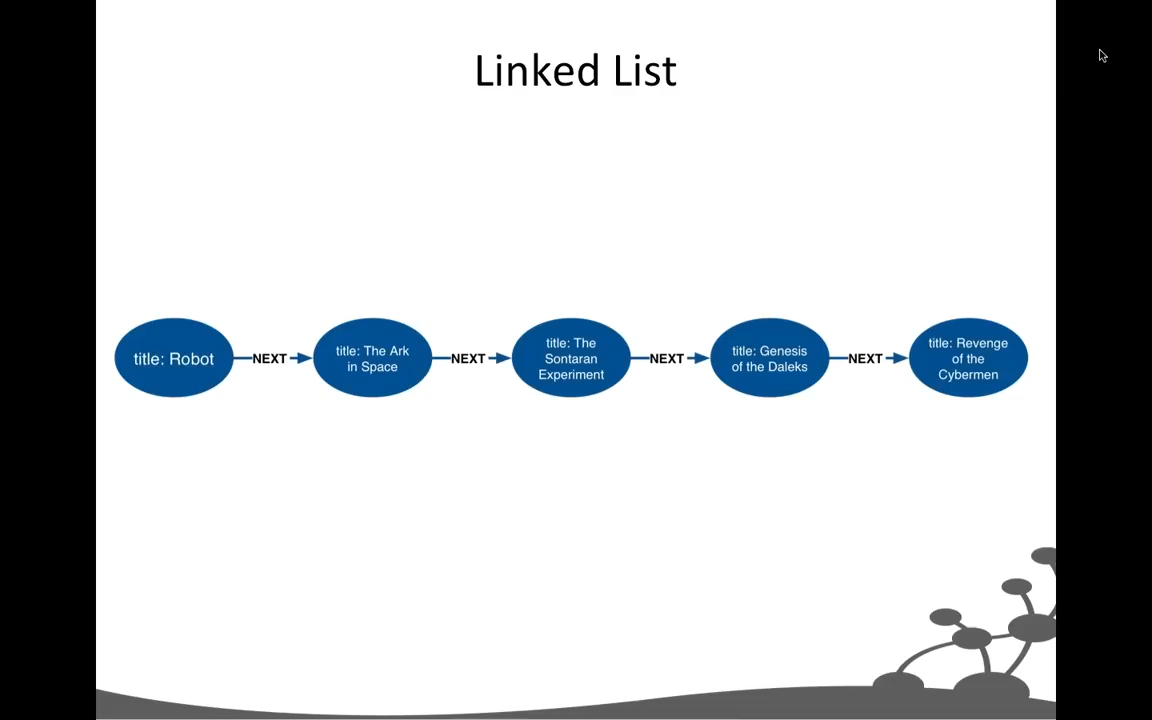 Linked List
title: Robot
NEXT
title: The Ark
in Space
NEXT
title: The
Sontaran
Experiment
NEXT
title: Genesis
of the Daleks
NEXT
title: Revenge
of the
Cybermen